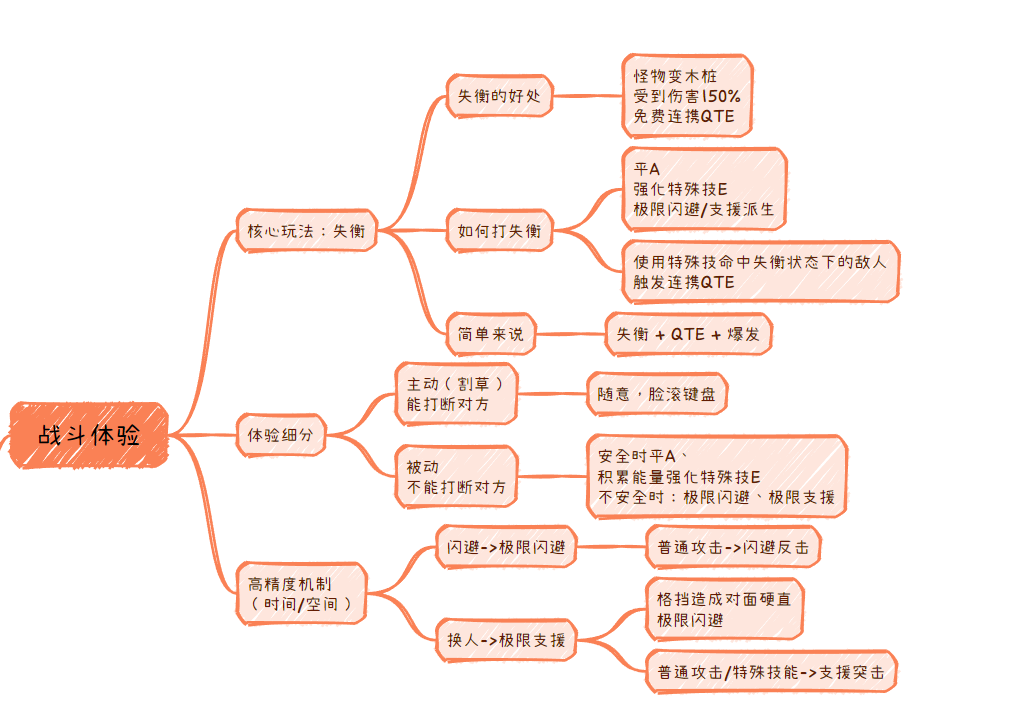 战斗体验
核心玩法：失衡
失衡的好处
怪物变木桩
受到伤害150%
免费连携QTE
如何打失衡
平A
强化特殊技E
极限闪避/支援派生
使用特殊技命中失衡状态下的敌人
触发连携QTE
简单来说
失衡 + QTE + 爆发
体验细分
主动（割草）
能打断对方
随意，脸滚键盘
被动
不能打断对方
安全时平A、
积累能量强化特殊技E
不安全时：极限闪避、极限支援
高精度机制
（时间/空间）
闪避->极限闪避
普通攻击->闪避反击
换人->极限支援
格挡造成对面硬直
极限闪避
普通攻击/特殊技能->支援突击